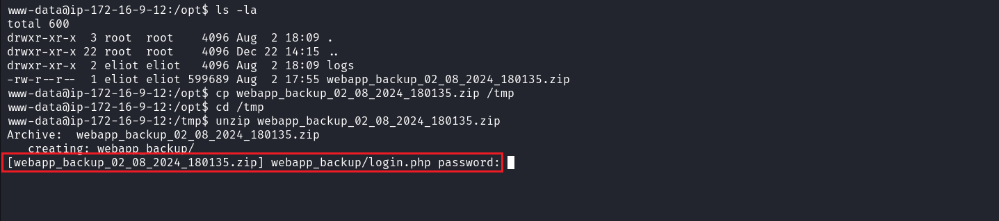 www-data@ip-172-16-9-12:/opt$ ls -la
total 600
drwxr-xr-x  3 root  root    4096 Aug  2 18:09 .
drwxr-xr-x 22 root  root    4096 Dec 22 14:15 ..
drwxr-xr-x  2 eliot eliot   4096 Aug  2 18:09 logs
-rw-r--r--  1 eliot eliot 599689 Aug  2 17:55 webapp_backup_02_08_2024_180135.zip
www-data@ip-172-16-9-12:/opt$ cp webapp_backup_02_08_2024_180135.zip /tmp
www-data@ip-172-16-9-12:/opt$ cd /tmp
www-data@ip-172-16-9-12:/tmp$ unzip webapp_backup_02_08_2024_180135.zip
Archive:  webapp_backup_02_08_2024_180135.zip
   creating: webapp_backup/
[webapp_backup_02_08_2024_180135.zip] webapp_backup/login.php password: